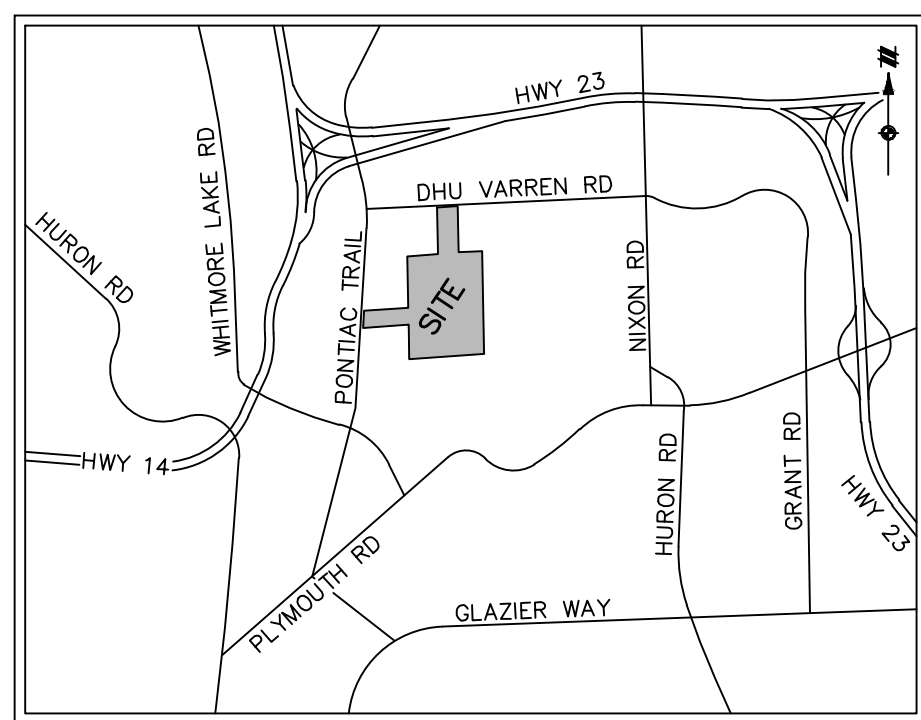 HWY 23
DHU VARREN RD
WHITMORE LAKE RD
HURON RD
PONTIAC TRAIL
SITE
NIXON RD
HWY 14
HURON RD
GRANT RD
HWY 23
PLYMOUTH RD
GLAZIER WAY